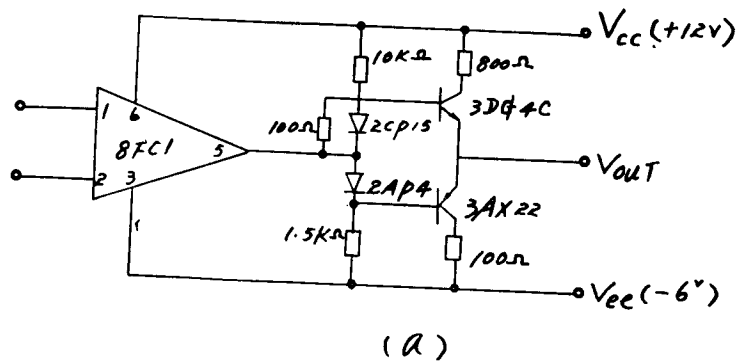 Vcc (+12v)
10KΩ
800Ω
1
6
3DG4C
100Ω
2CP15
8FC1
5
VOUT
2
3
2AP4
3AX22
1.5KΩ
100Ω
Vee (-6v)
(a)